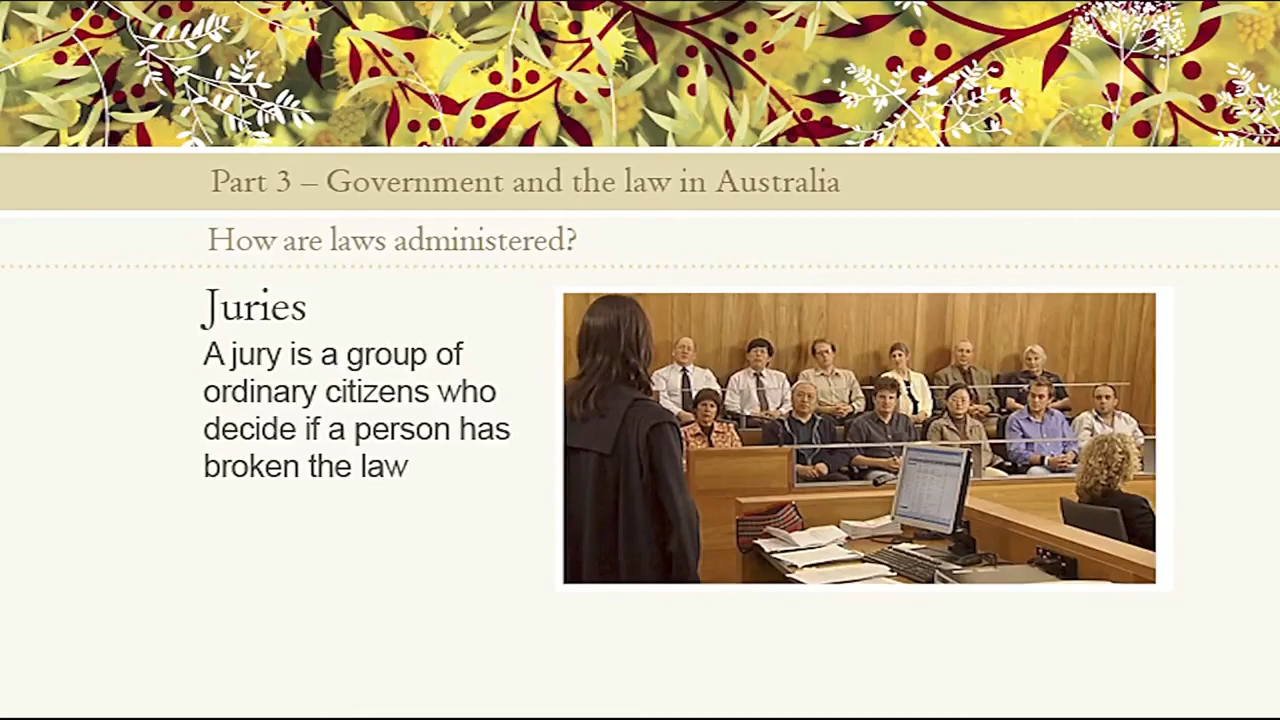 Part 3 – Government and the law in Australia
How are laws administered?
Juries
A jury is a group of
ordinary citizens who
decide if a person has
broken the law